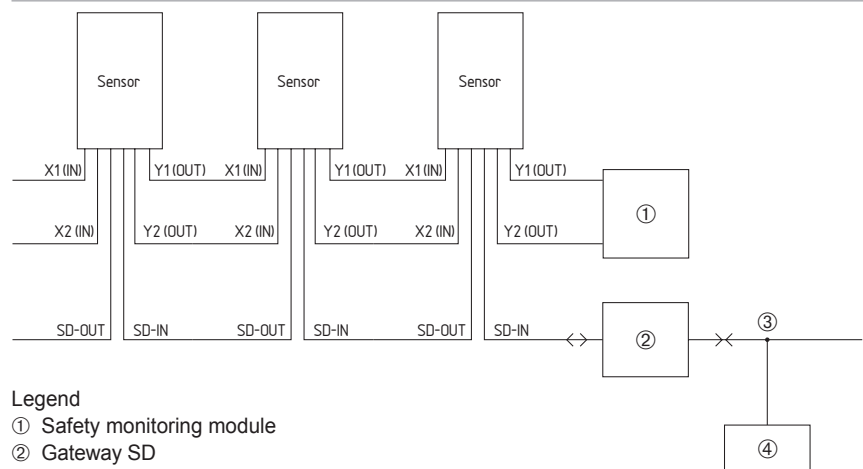 Sensor Sensor Sensor
X1(IN) Y1(OUT) X1(IN) Y1(OUT) X1(IN) Y1(OUT)
①
X2 (IN) Y2 (OUT) X2 (IN) Y2 (OUT) X2 (IN) Y2 (OUT)
SD-OUT SD-IN SD-OUT SD-IN SD-OUT SD-IN ② ③
Legend
① Safety monitoring module
② Gateway SD
④